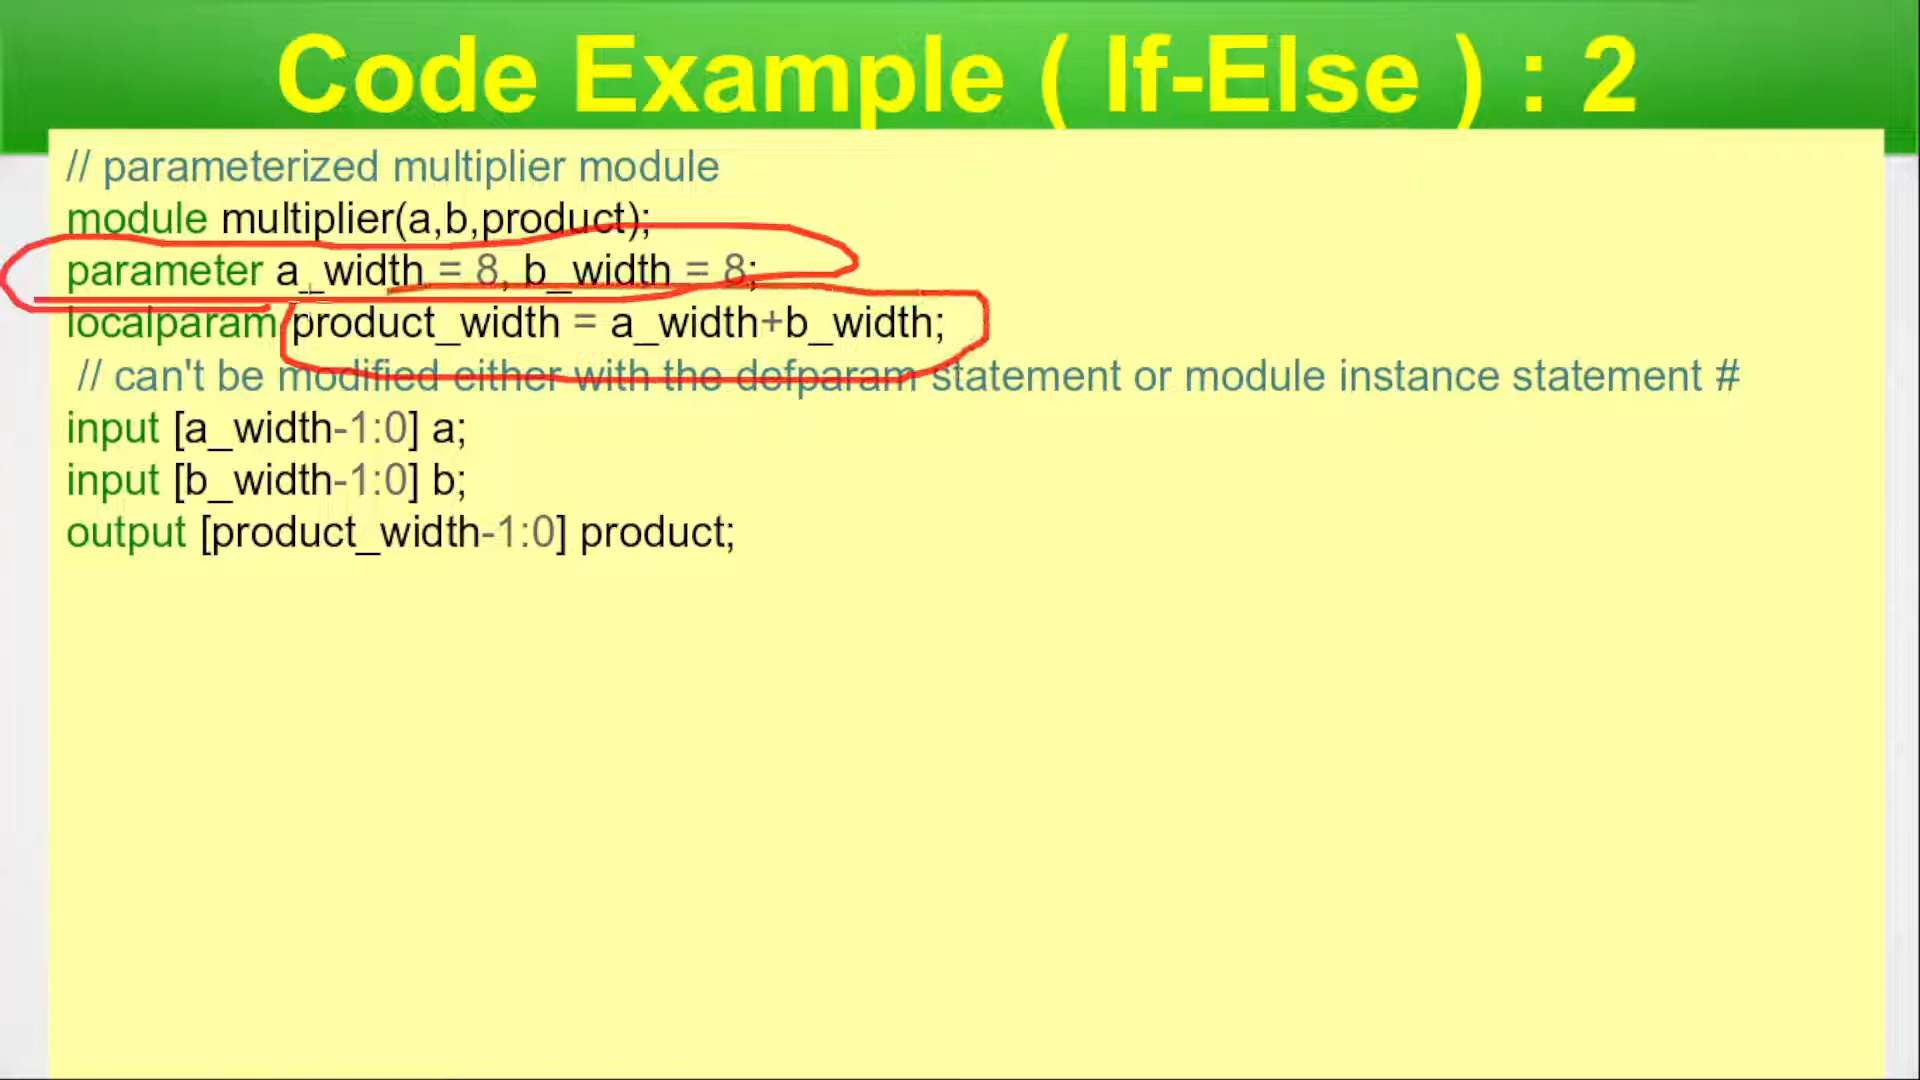 Code Example ( If-Else ) : 2
// parameterized multiplier module
module multiplier(a,b,product);
parameter a_width = 8, b_width = 8;
localparam product_width = a_width+b_width;
// can't be modified either with the defparam statement or module instance statement #
input [a_width-1:0] a;
input [b_width-1:0] b;
output [product_width-1:0] product;